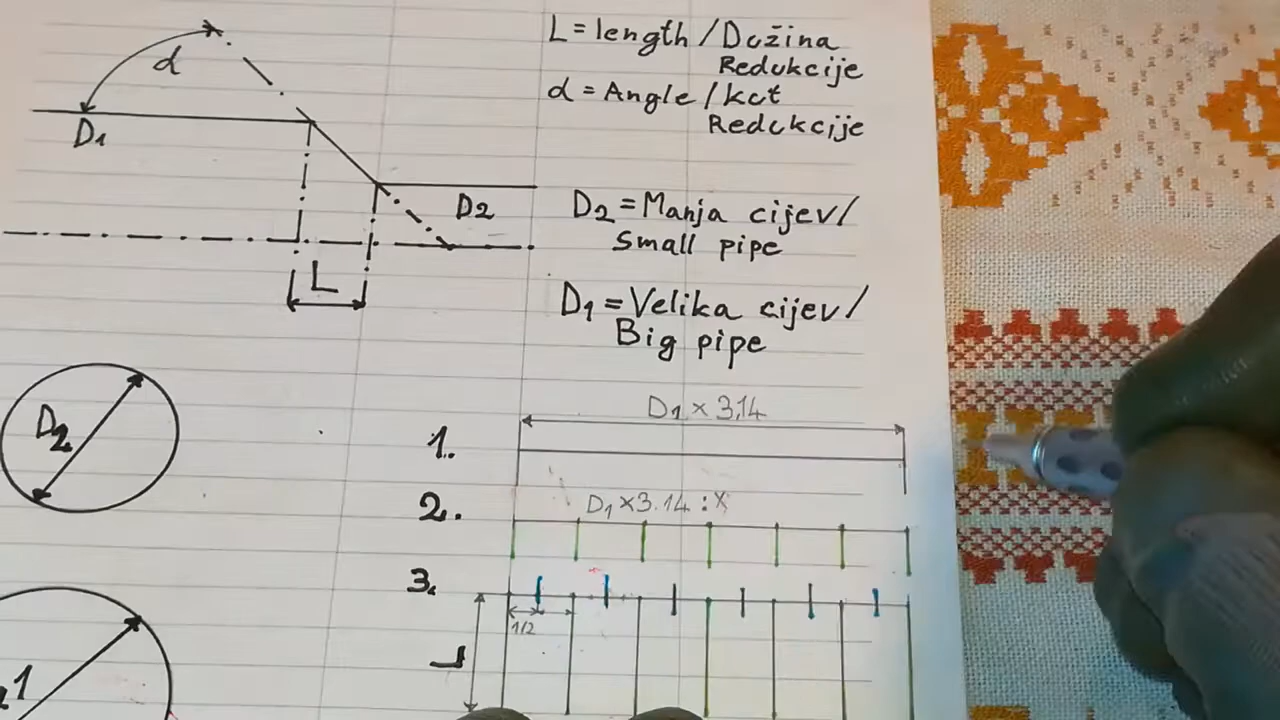 α
D1
D2
L
L = length / Dužina
Redukcije
α = Angle / kut
Redukcije
D2 = Manja cijev/
Small pipe
D1 = Velika cijev/
Big pipe
D2
1
1.
D1 x 3,14
2.
D1 x 3.14 : x
3.
1/2
L